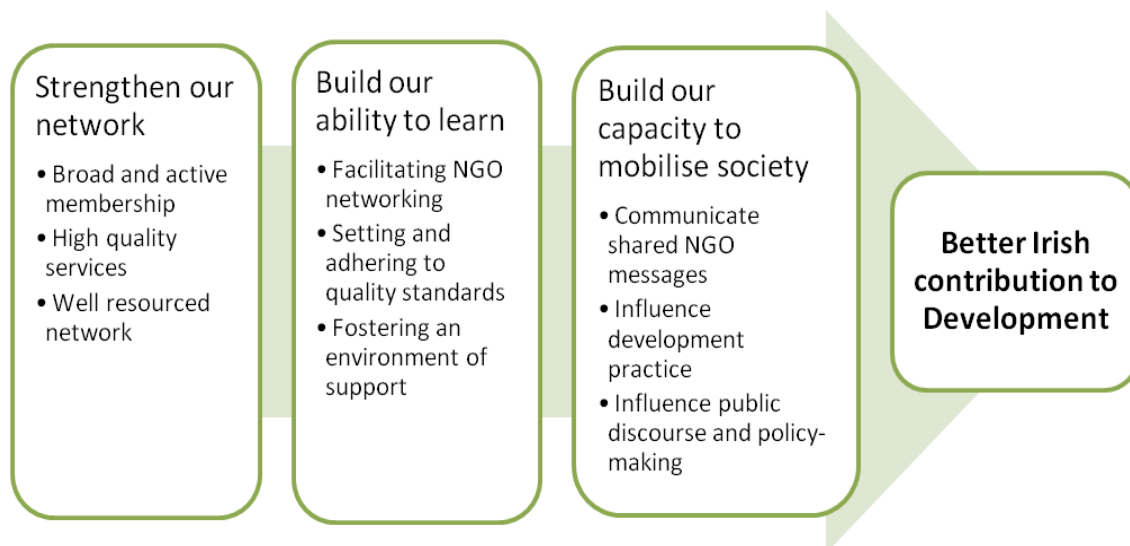 Strengthen our
network
• Broad and active
membership
• High quality
services
• Well resourced
network
Build our
ability to learn
• Facilitating NGO
networking
• Setting and
adhering to
quality standards
• Fostering an
environment of
support
Build our
capacity to
mobilise society
• Communicate
shared NGO
messages
• Influence
development
practice
• Influence public
discourse and policy-
making
Better Irish
contribution to
Development